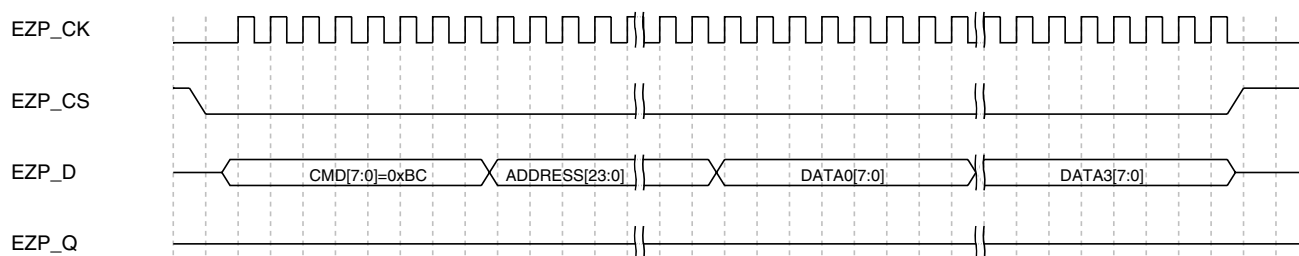 EZP_CK
EZP_CS
EZP_D CMD[7:0]=0xBC ADDRESS[23:0] DATA0[7:0] DATA3[7:0]
EZP_Q